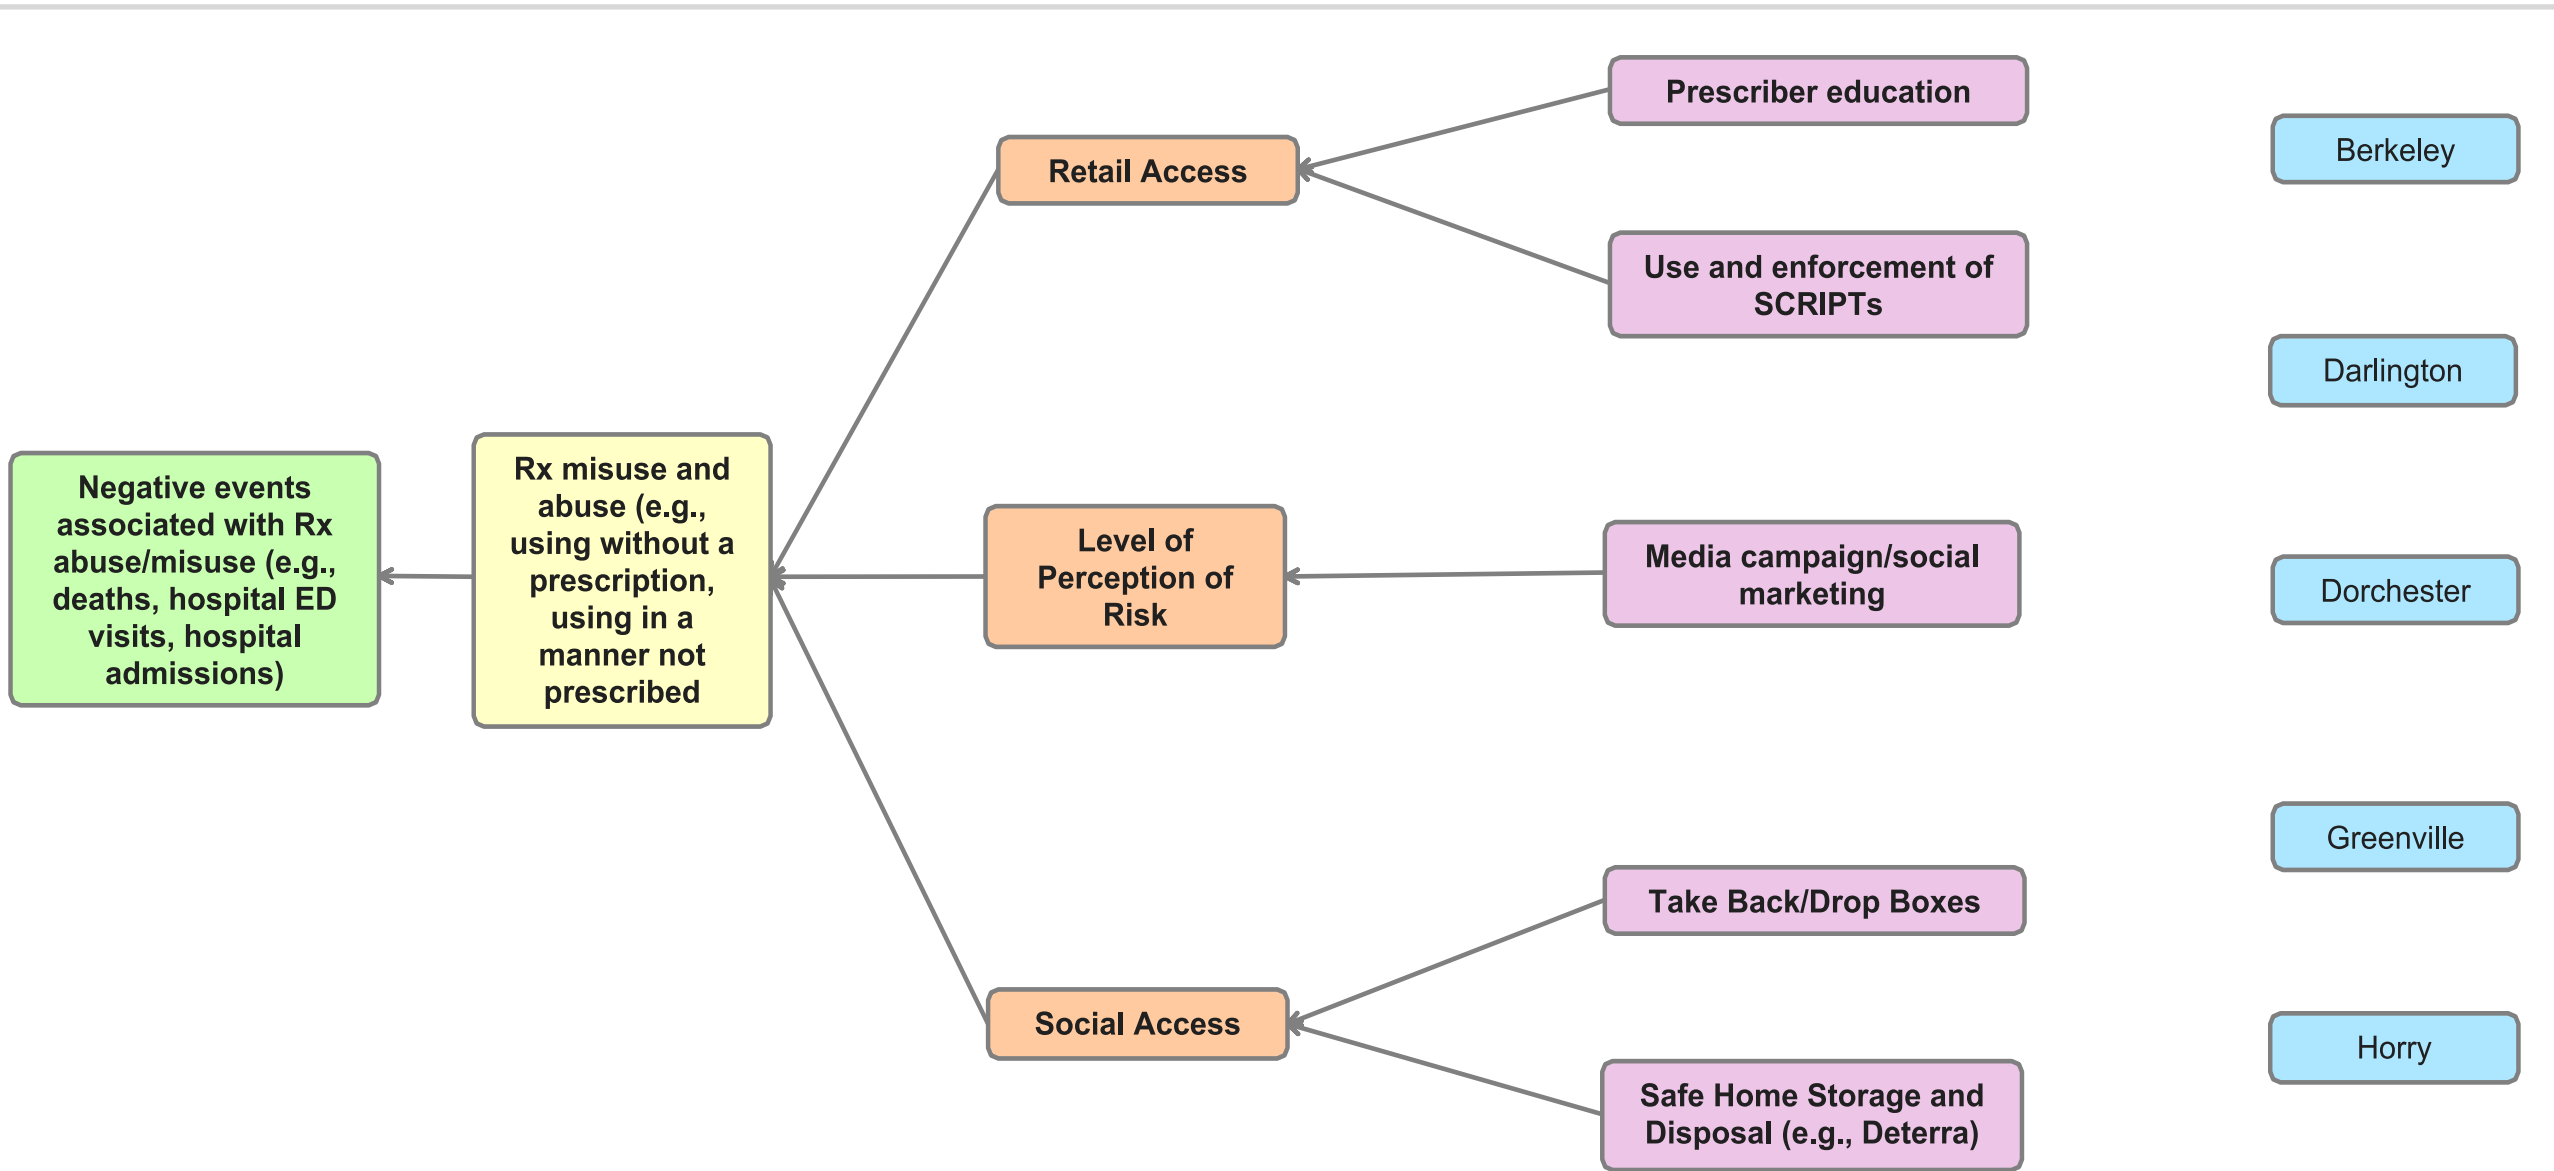 Negative events
associated with Rx
abuse/misuse (e.g.,
deaths, hospital ED
visits, hospital
admissions)
Rx misuse and
abuse (e.g.,
using without a
prescription,
using in a
manner not
prescribed
Retail Access
Level of
Perception of
Risk
Social Access
Prescriber education
Use and enforcement of
SCRIPTs
Media campaign/social
marketing
Take Back/Drop Boxes
Safe Home Storage and
Disposal (e.g., Deterra)
Berkeley
Darlington
Dorchester
Greenville
Horry